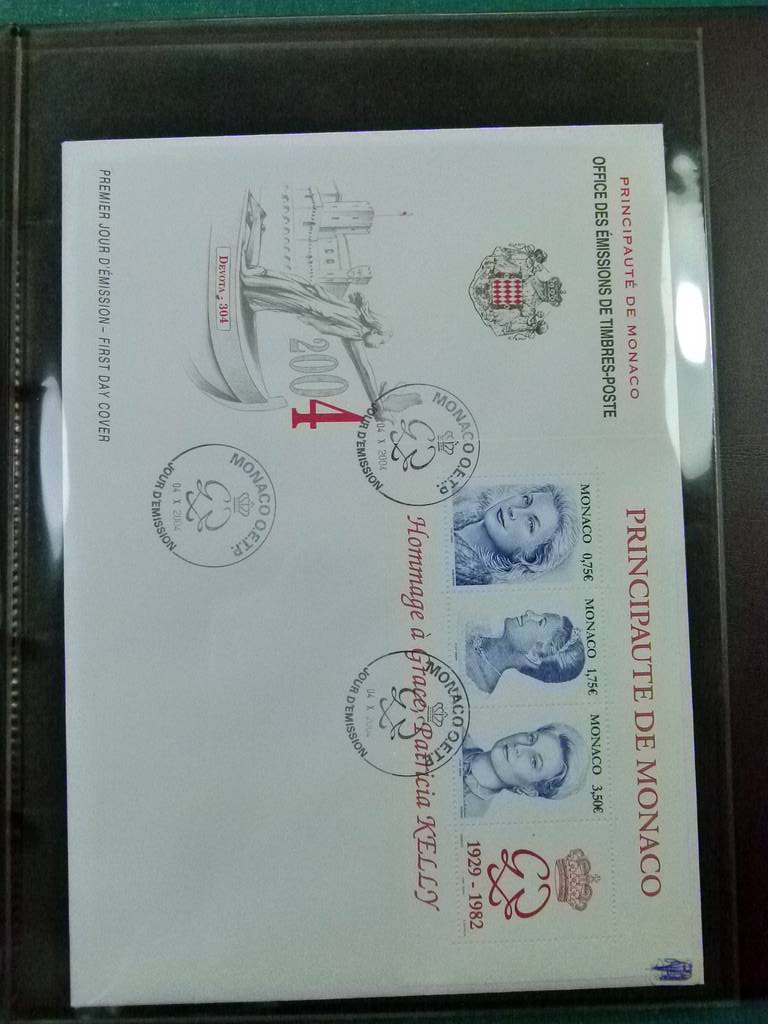 PRINCIPAUTÉ DE MONACO
OFFICE DES ÉMISSIONS DE TIMBRES-POSTE
DEVOTA - 304
2004
PREMIER JOUR D'ÉMISSION - FIRST DAY COVER
MONACO O.E.T.P.
04 X 2004
JOUR D'ÉMISSION
MONACO O.E.T.P.
04 X 2004
JOUR D'ÉMISSION
MONACO O.E.T.P.
04 X 2004
JOUR D'ÉMISSION
PRINCIPAUTE DE MONACO
MONACO 0,75€
MONACO 1,75€
MONACO 3,50€
1929 - 1982
Hommage à Grace, Patricia KELLY